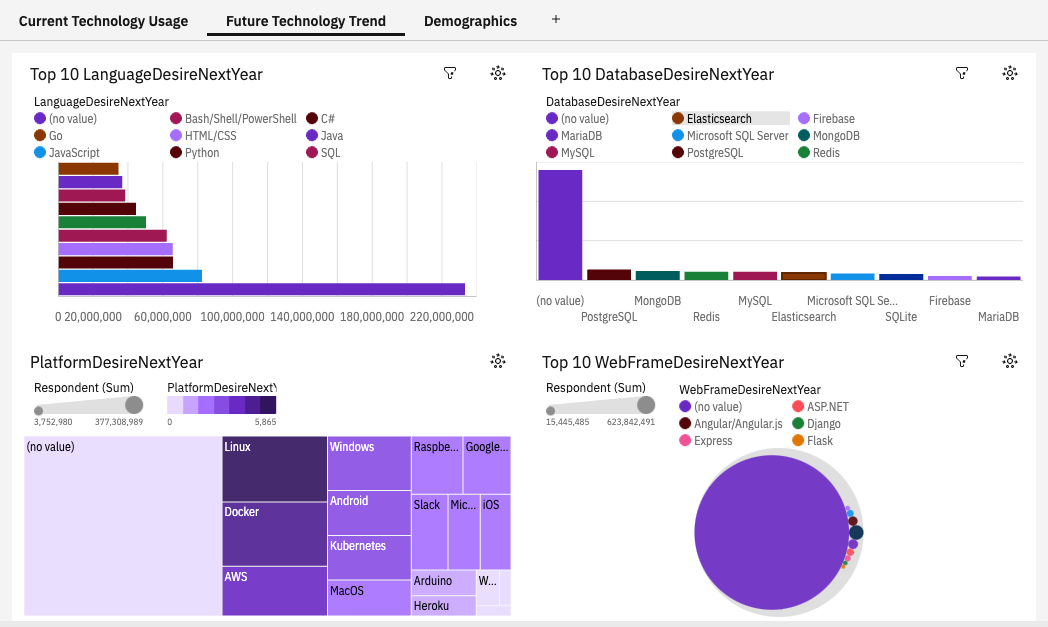 Current Technology Usage Future Technology Trend Demographics +
Top 10 LanguageDesireNextYear
LanguageDesireNextYear
(no value) Bash/Shell/PowerShell C#
Go HTML/CSS Java
JavaScript Python SQL
0 20,000,000 60,000,000 100,000,000 140,000,000 180,000,000 220,000,000
Top 10 DatabaseDesireNextYear
DatabaseDesireNextYear
(no value) Elasticsearch Firebase
MariaDB Microsoft SQL Server MongoDB
MySQL PostgreSQL Redis
(no value) MongoDB MySQL Microsoft SQL Se... Firebase
PostgreSQL Redis Elasticsearch SQLite MariaDB
PlatformDesireNextYear
Respondent (Sum) PlatformDesireNextY
3,752,980 377,308,989 0 5,865
(no value) Linux Windows Raspbe... Google...
Android
Slack Mic... iOS
Docker
Kubernetes
AWS
Arduino W...
MacOS
Heroku
Top 10 WebFrameDesireNextYear
Respondent (Sum) WebFrameDesireNextYear
15,445,485 623,842,491
(no value) ASP.NET
Angular/Angular.js Django
Express Flask